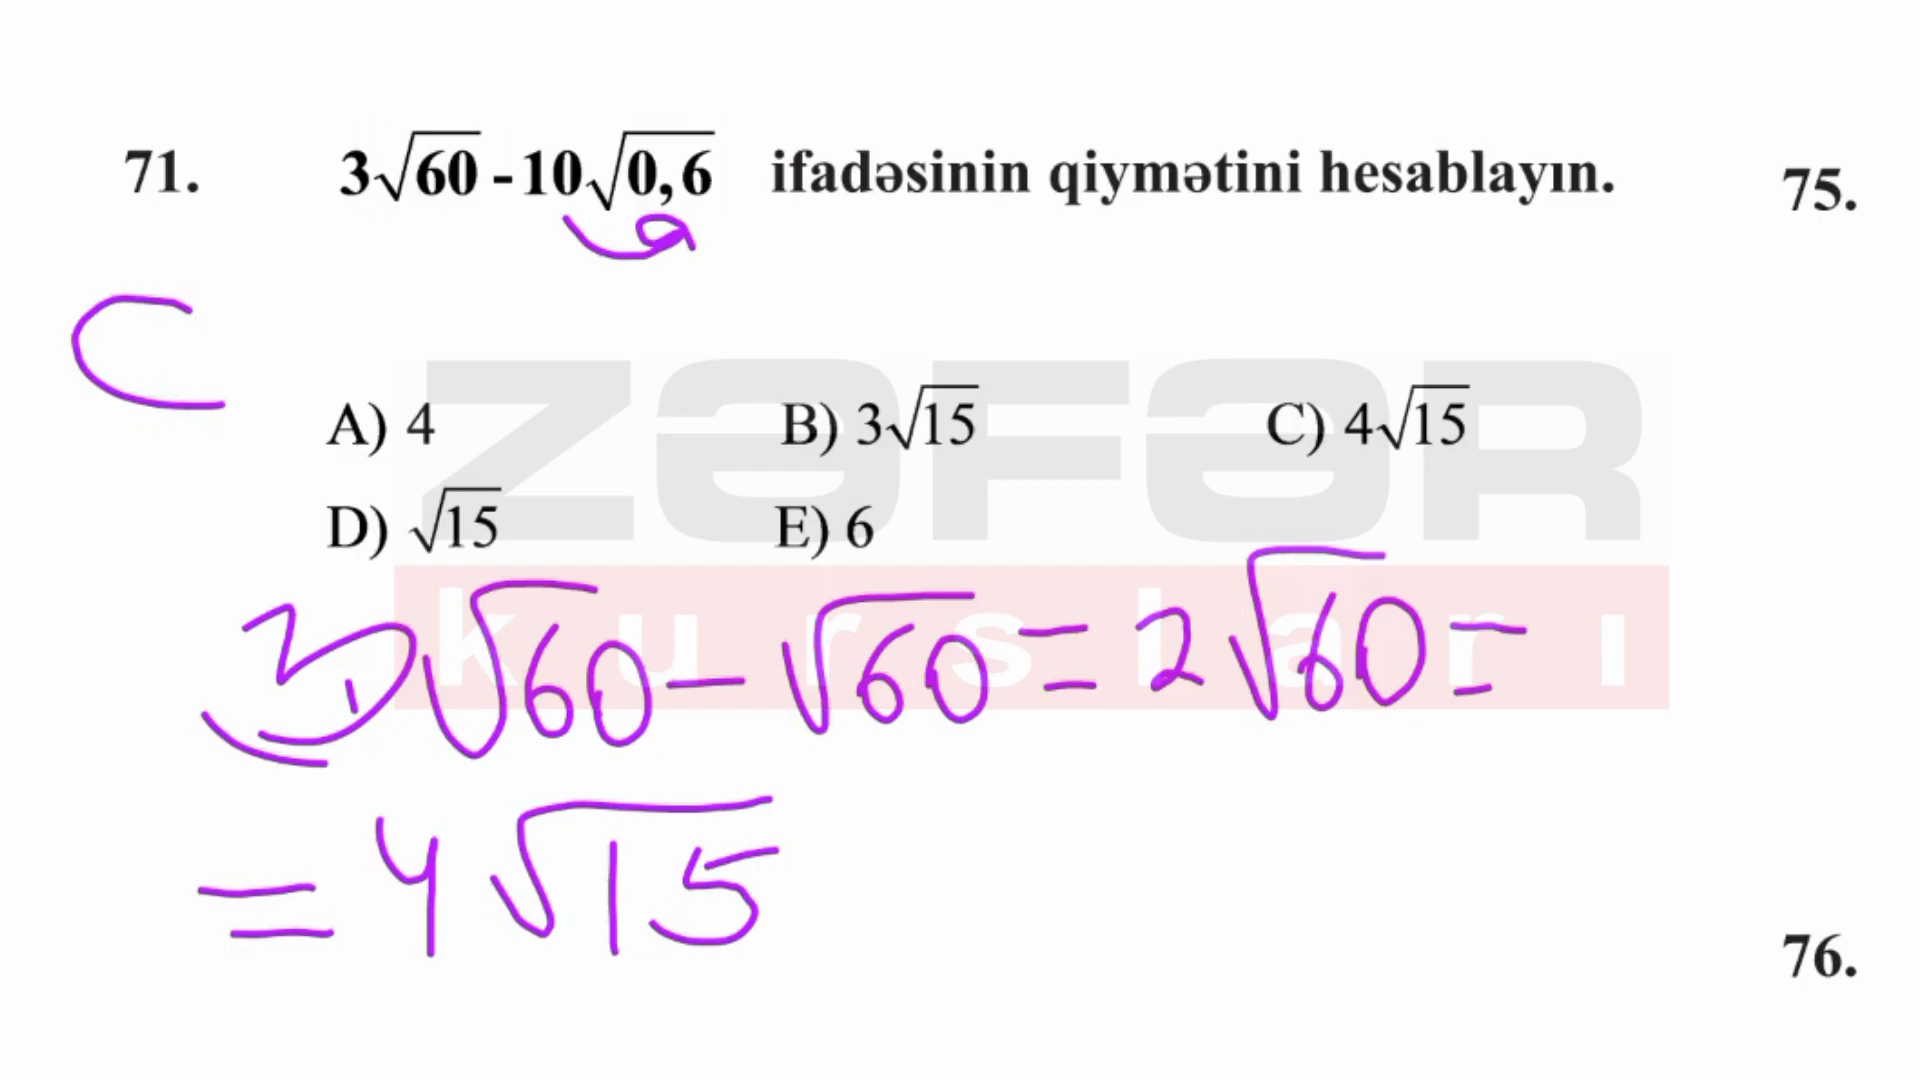 71. 3√60 - 10√0,6 ifadəsinin qiymətini hesablayın.
75.
C
ZƏFƏR
A) 4 B) 3√15 C) 4√15
D) √15 E) 6
kursları
3√60 - √60 = 2√60 =
= 4√15
76.